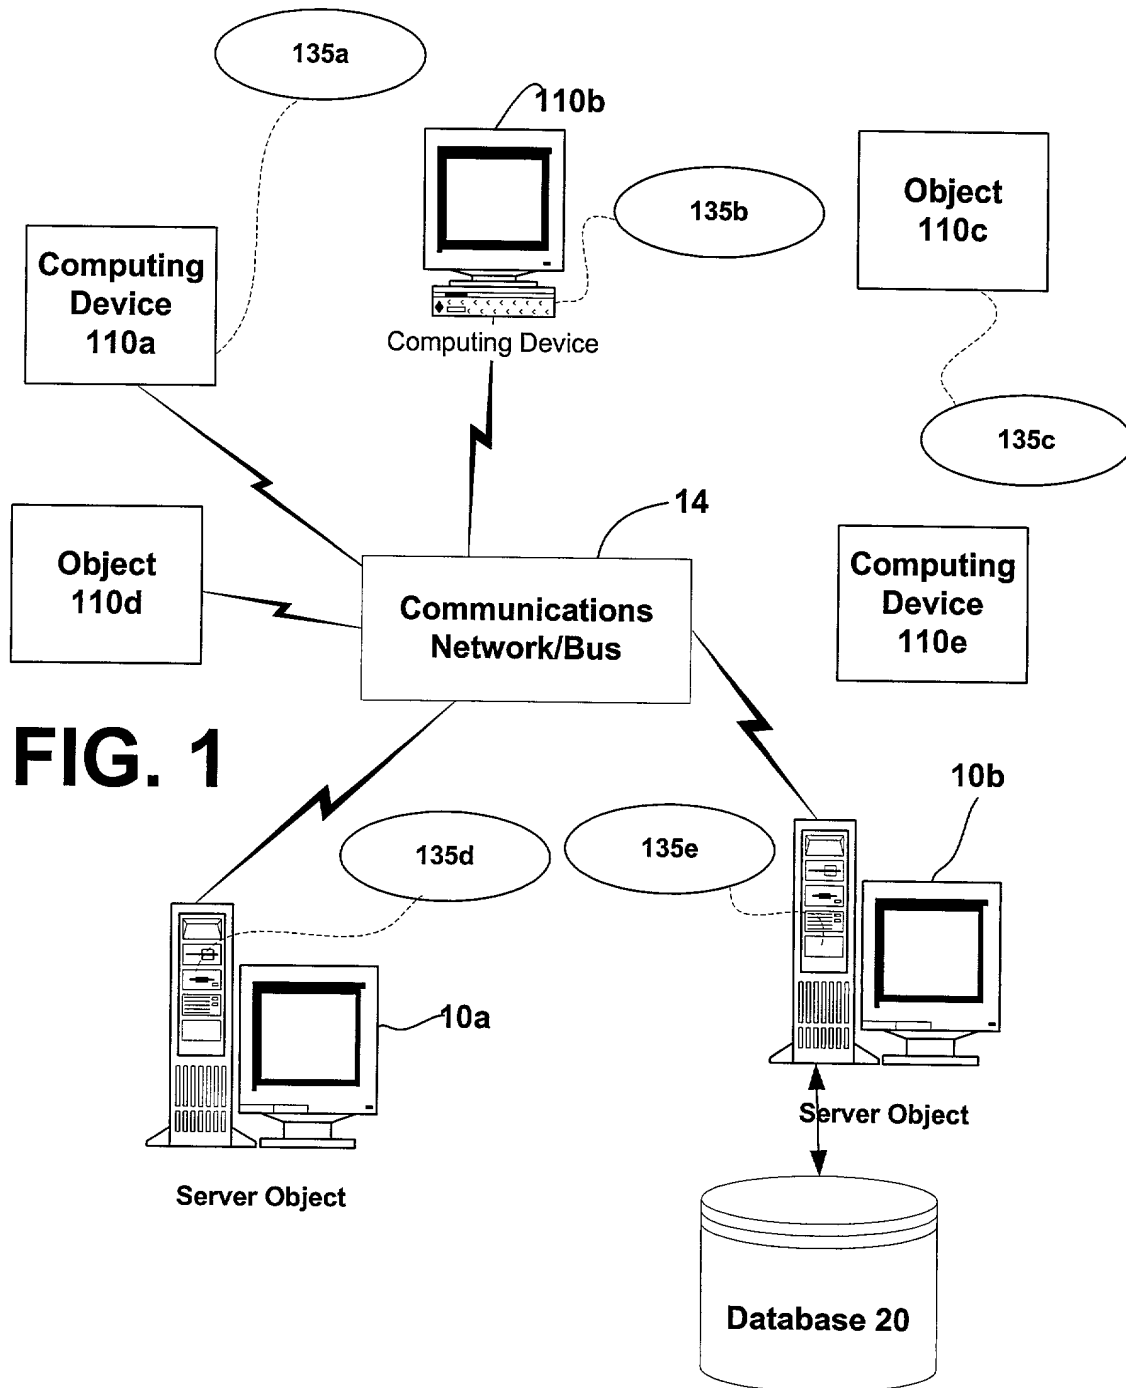 135a
110b
135b
Object
110c
Computing
Device
110a
Computing Device
135c
14
Object
110d
Communications
Network/Bus
Computing
Device
110e
FIG. 1
10b
135d
135e
10a
Server Object
Server Object
Database 20